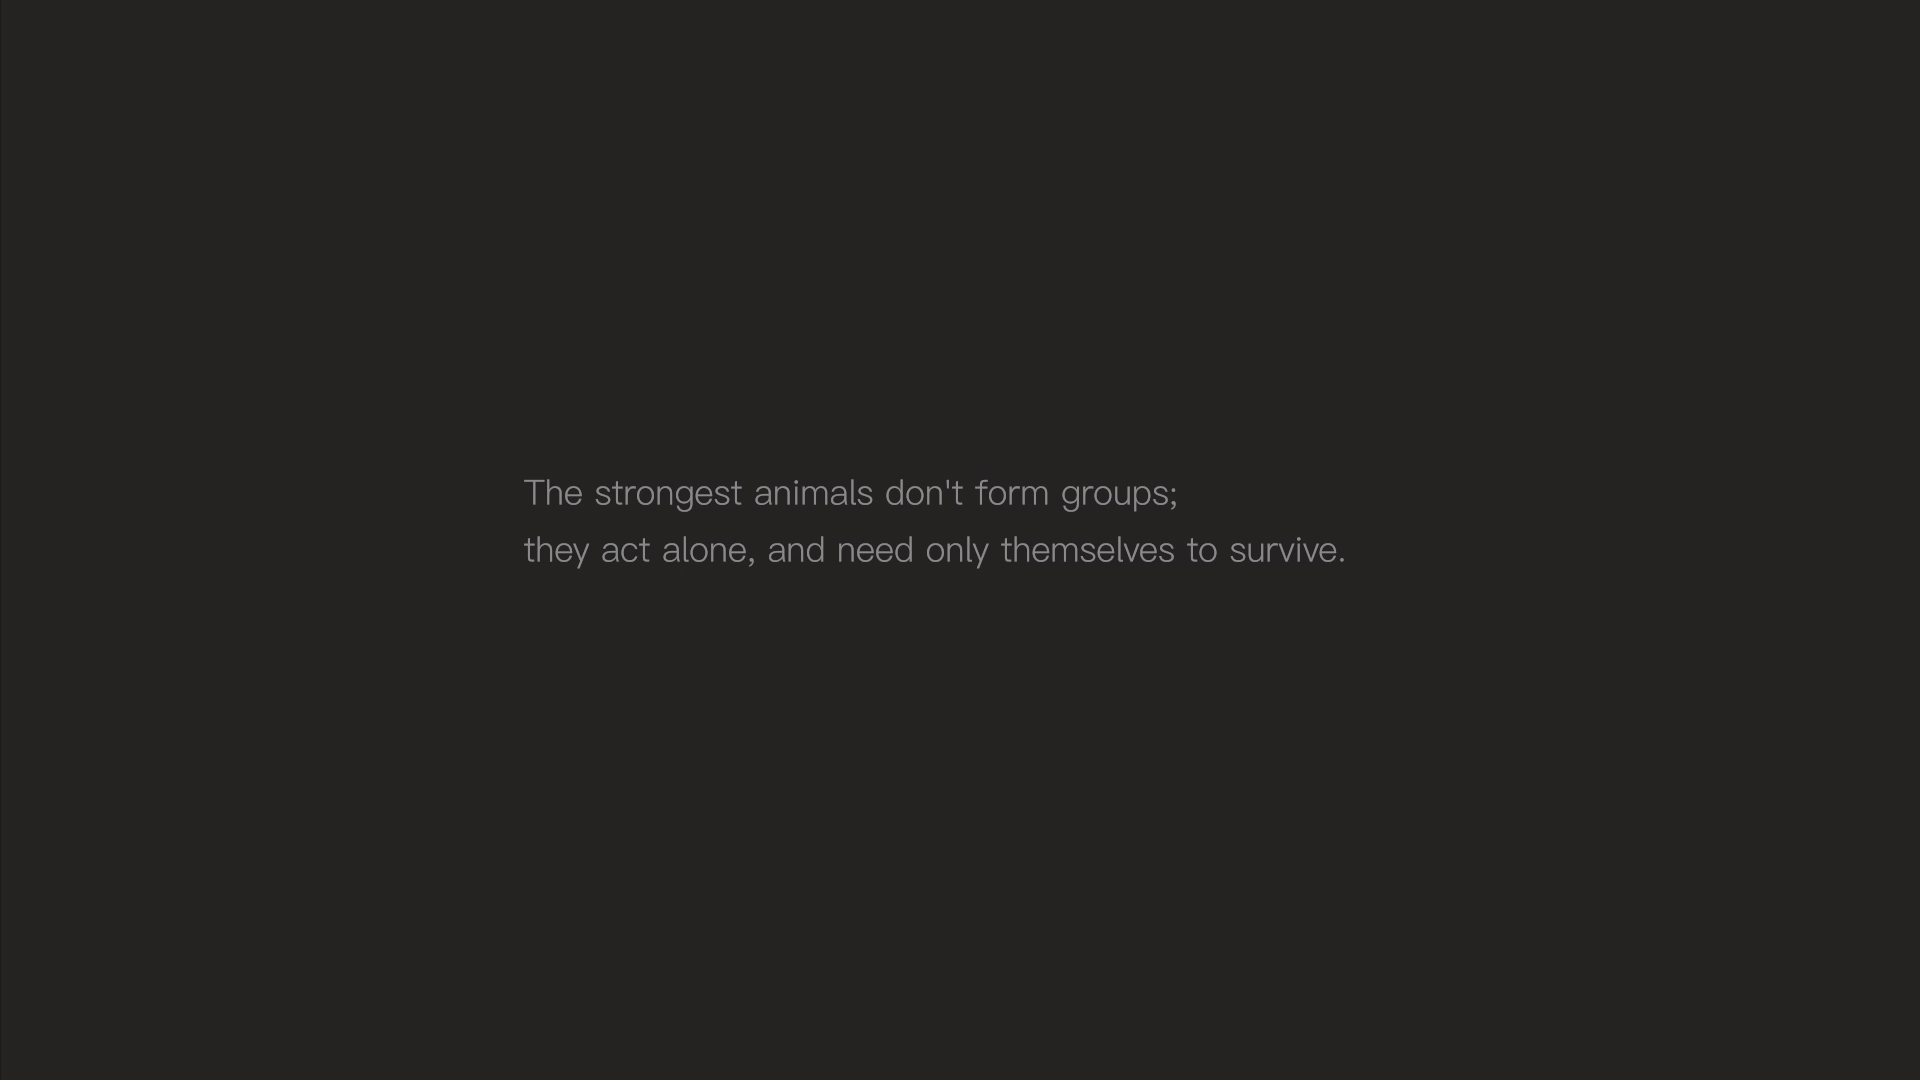 The strongest animals don't form groups;
they act alone, and need only themselves to survive.